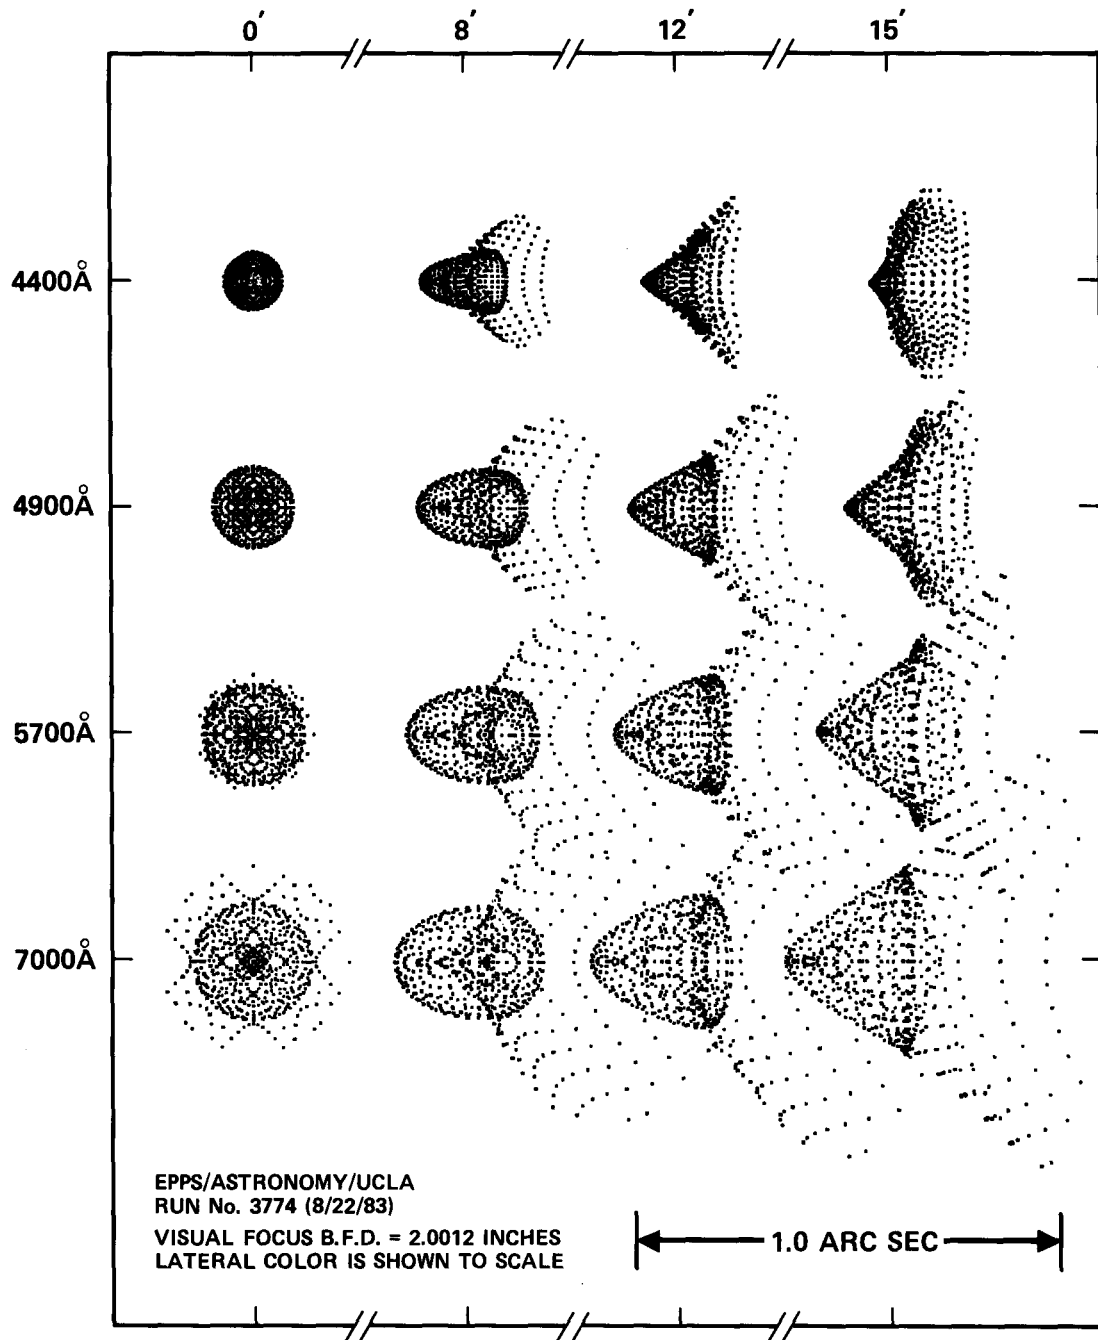 0′ 8′ 12′ 15′
4400Å
4900Å
5700Å
7000Å
EPPS/ASTRONOMY/UCLA
RUN No. 3774 (8/22/83)
VISUAL FOCUS B.F.D. = 2.0012 INCHES
LATERAL COLOR IS SHOWN TO SCALE
1.0 ARC SEC